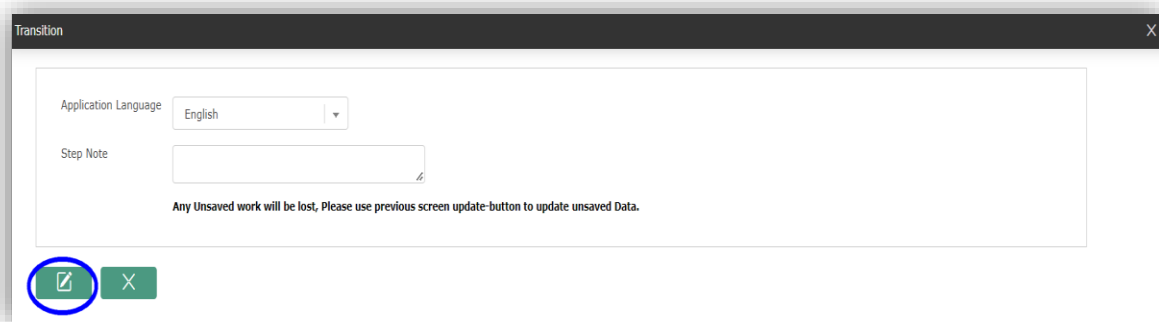 Transition X
Application Language English
Step Note
Any Unsaved work will be lost, Please use previous screen update-button to update unsaved Data.
X